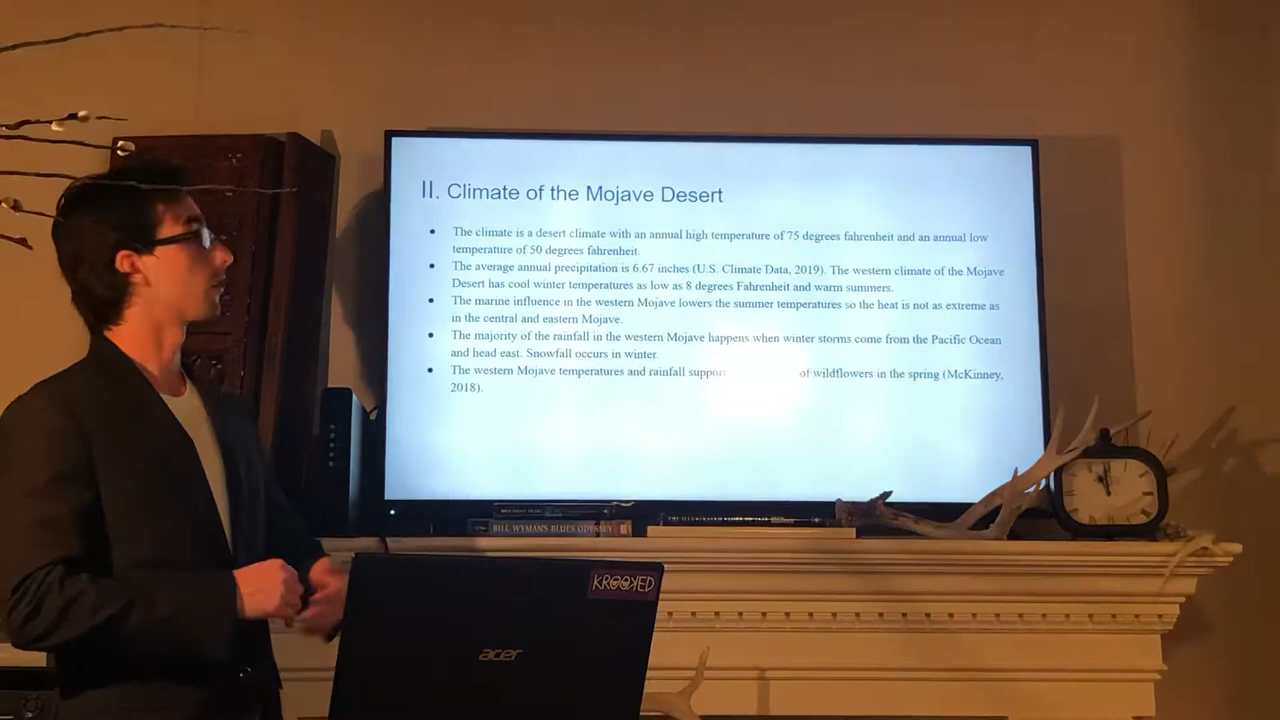 II. Climate of the Mojave Desert
The climate is a desert climate with an annual high temperature of 75 degrees fahrenheit and an annual low
temperature of 50 degrees fahrenheit.
The average annual precipitation is 6.67 inches (U.S. Climate Data, 2019). The western climate of the Mojave
Desert has cool winter temperatures as low as 8 degrees Fahrenheit and warm summers.
The marine influence in the western Mojave lowers the summer temperatures so the heat is not as extreme as
in the central and eastern Mojave.
The majority of the rainfall in the western Mojave happens when winter storms come from the Pacific Ocean
and head east. Snowfall occurs in winter.
The western Mojave temperatures and rainfall suppor of wildflowers in the spring (McKinney,
2018).
BILL WYMAN'S BLUES ODYSSEY
KROOKED
acer